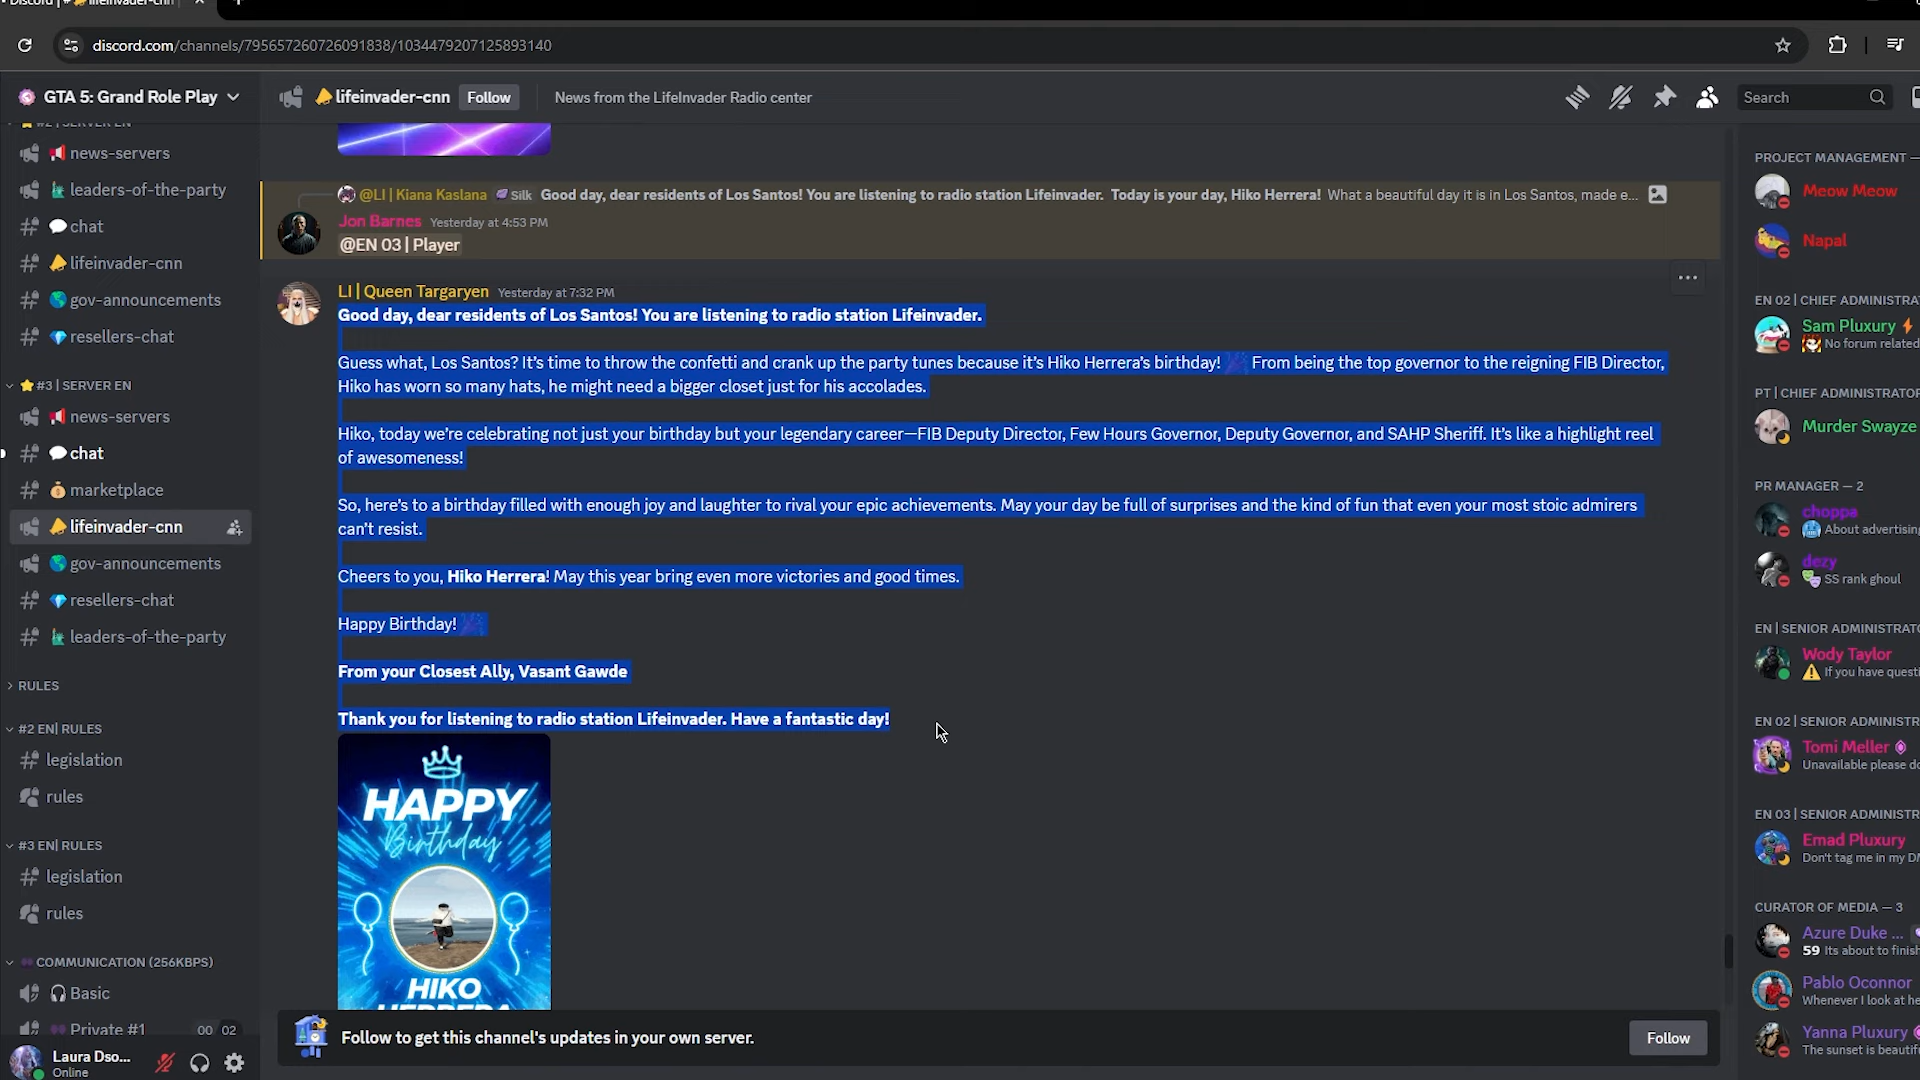 discord.com/channels/795657260726091838/1034479207125893140
GTA 5: Grand Role Play
lifeinvader-cnn
Follow
News from the LifeInvader Radio center
Search
news-servers
leaders-of-the-party
chat
lifeinvader-cnn
gov-announcements
resellers-chat
#3 | SERVER EN
news-servers
chat
marketplace
lifeinvader-cnn
gov-announcements
resellers-chat
leaders-of-the-party
RULES
#2 EN| RULES
legislation
rules
#3 EN| RULES
legislation
rules
COMMUNICATION (256KBPS)
Basic
Private #1 00 02
Laura Dso...
Online
@LI | Kiana Kaslana Silk Good day, dear residents of Los Santos! You are listening to radio station Lifeinvader. Today is your day, Hiko Herrera! What a beautiful day it is in Los Santos, made e...
Jon Barnes Yesterday at 4:53 PM
@EN 03 | Player
LI | Queen Targaryen Yesterday at 7:32 PM
Good day, dear residents of Los Santos! You are listening to radio station Lifeinvader.
Guess what, Los Santos? It's time to throw the confetti and crank up the party tunes because it's Hiko Herrera's birthday! From being the top governor to the reigning FIB Director,
Hiko has worn so many hats, he might need a bigger closet just for his accolades.
Hiko, today we're celebrating not just your birthday but your legendary career—FIB Deputy Director, Few Hours Governor, Deputy Governor, and SAHP Sheriff. It's like a highlight reel
of awesomeness!
So, here's to a birthday filled with enough joy and laughter to rival your epic achievements. May your day be full of surprises and the kind of fun that even your most stoic admirers
can't resist.
Cheers to you, Hiko Herrera! May this year bring even more victories and good times.
Happy Birthday!
From your Closest Ally, Vasant Gawde
Thank you for listening to radio station Lifeinvader. Have a fantastic day!
HAPPY
Birthday
HIKO
Follow to get this channel's updates in your own server.
Follow
PROJECT MANAGEMENT —
Meow Meow
Napal
EN 02 | CHIEF ADMINISTRA
Sam Pluxury
No forum related
PT | CHIEF ADMINISTRATOR
Murder Swayze
PR MANAGER — 2
choppa
About advertising
dezy
SS rank ghoul
EN | SENIOR ADMINISTRATO
Wody Taylor
If you have questi
EN 02 | SENIOR ADMINISTR
Tomi Meller
Unavailable please do
EN 03 | SENIOR ADMINISTR
Emad Pluxury
Don't tag me in my DM
CURATOR OF MEDIA — 3
Azure Duke ...
59 Its about to finish
Pablo Oconnor
Whenever I look at he
Yanna Pluxury
The sunset is beautif